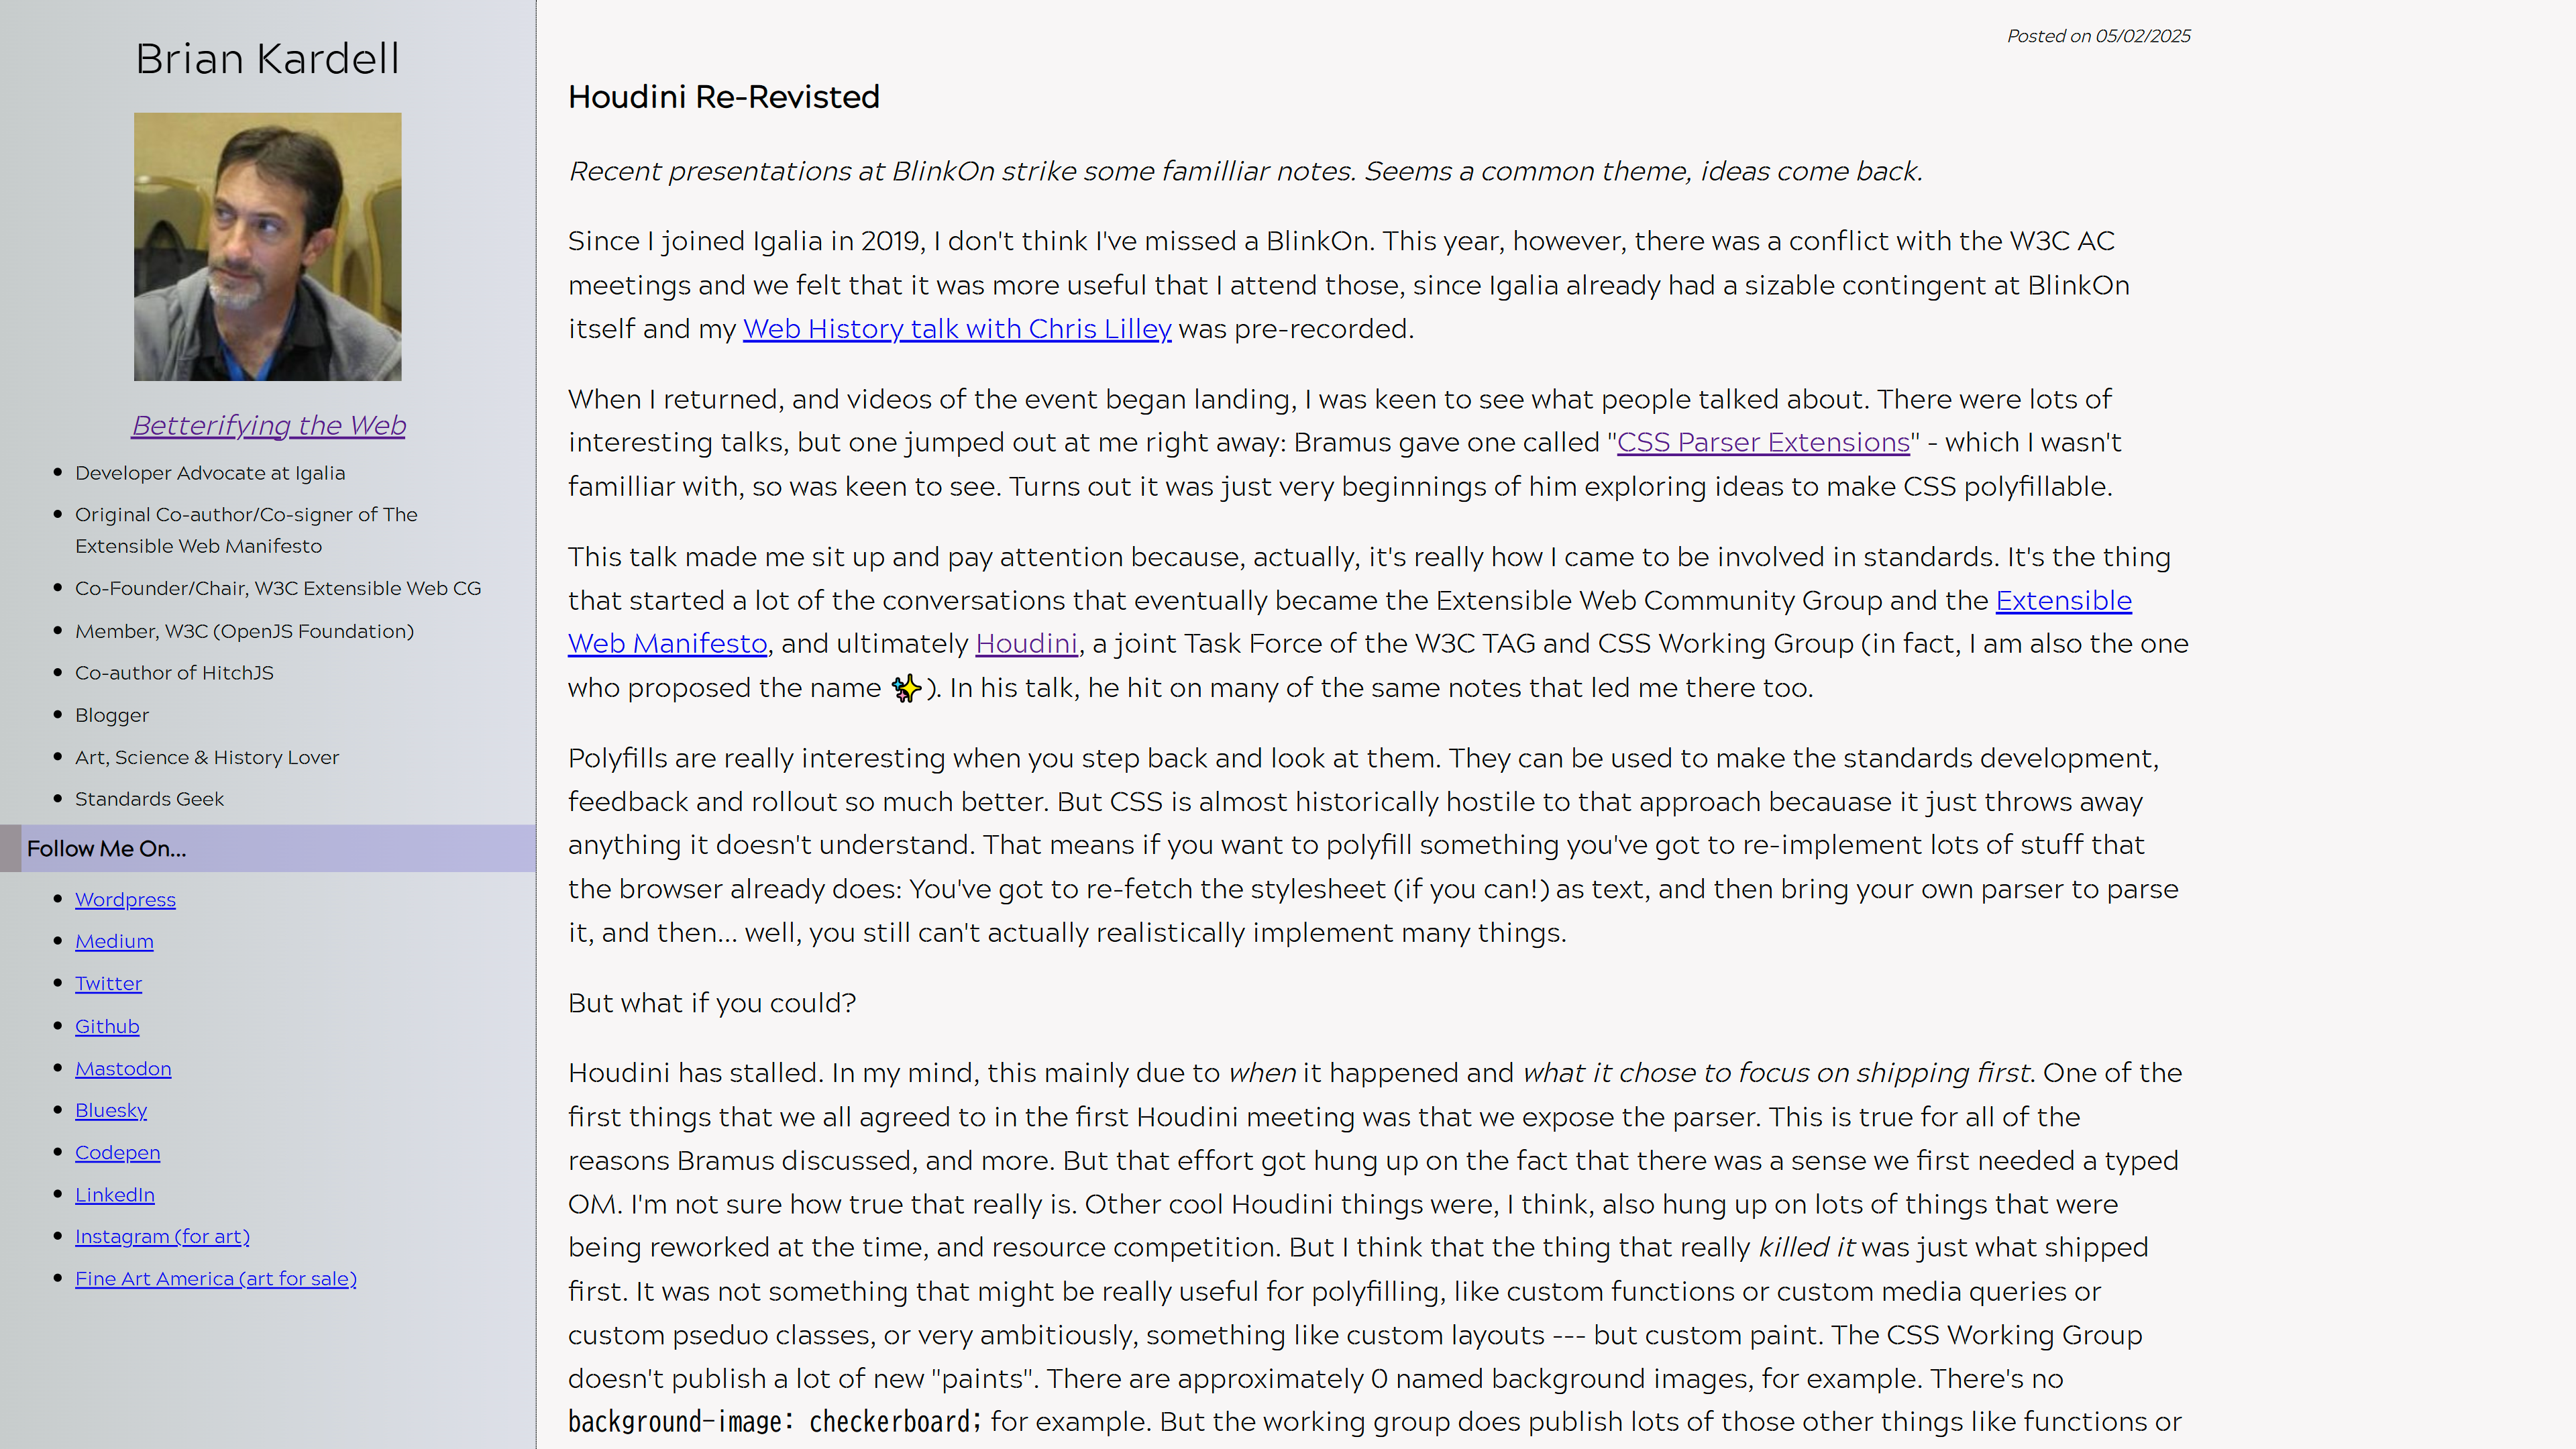 Brian Kardell
Betterifying the Web
Developer Advocate at Igalia
Original Co-author/Co-signer of The
Extensible Web Manifesto
Co-Founder/Chair, W3C Extensible Web CG
Member, W3C (OpenJS Foundation)
Co-author of HitchJS
Blogger
Art, Science & History Lover
Standards Geek
Follow Me On...
Wordpress
Medium
Twitter
Github
Mastodon
Bluesky
Codepen
LinkedIn
Instagram (for art)
Fine Art America (art for sale)
Posted on 05/02/2025
Houdini Re-Revisted
Recent presentations at BlinkOn strike some familliar notes. Seems a common theme, ideas come back.
Since I joined Igalia in 2019, I don't think I've missed a BlinkOn. This year, however, there was a conflict with the W3C AC
meetings and we felt that it was more useful that I attend those, since Igalia already had a sizable contingent at BlinkOn
itself and my Web History talk with Chris Lilley was pre-recorded.
When I returned, and videos of the event began landing, I was keen to see what people talked about. There were lots of
interesting talks, but one jumped out at me right away: Bramus gave one called "CSS Parser Extensions" - which I wasn't
familliar with, so was keen to see. Turns out it was just very beginnings of him exploring ideas to make CSS polyfillable.
This talk made me sit up and pay attention because, actually, it's really how I came to be involved in standards. It's the thing
that started a lot of the conversations that eventually became the Extensible Web Community Group and the Extensible
Web Manifesto, and ultimately Houdini, a joint Task Force of the W3C TAG and CSS Working Group (in fact, I am also the one
who proposed the name ✨). In his talk, he hit on many of the same notes that led me there too.
Polyfills are really interesting when you step back and look at them. They can be used to make the standards development,
feedback and rollout so much better. But CSS is almost historically hostile to that approach becauase it just throws away
anything it doesn't understand. That means if you want to polyfill something you've got to re-implement lots of stuff that
the browser already does: You've got to re-fetch the stylesheet (if you can!) as text, and then bring your own parser to parse
it, and then... well, you still can't actually realistically implement many things.
But what if you could?
Houdini has stalled. In my mind, this mainly due to when it happened and what it chose to focus on shipping first. One of the
first things that we all agreed to in the first Houdini meeting was that we expose the parser. This is true for all of the
reasons Bramus discussed, and more. But that effort got hung up on the fact that there was a sense we first needed a typed
OM. I'm not sure how true that really is. Other cool Houdini things were, I think, also hung up on lots of things that were
being reworked at the time, and resource competition. But I think that the thing that really killed it was just what shipped
first. It was not something that might be really useful for polyfilling, like custom functions or custom media queries or
custom pseduo classes, or very ambitiously, something like custom layouts --- but custom paint. The CSS Working Group
doesn't publish a lot of new "paints". There are approximately 0 named background images, for example. There's no
background-image: checkerboard; for example. But the working group does publish lots of those other things like functions or